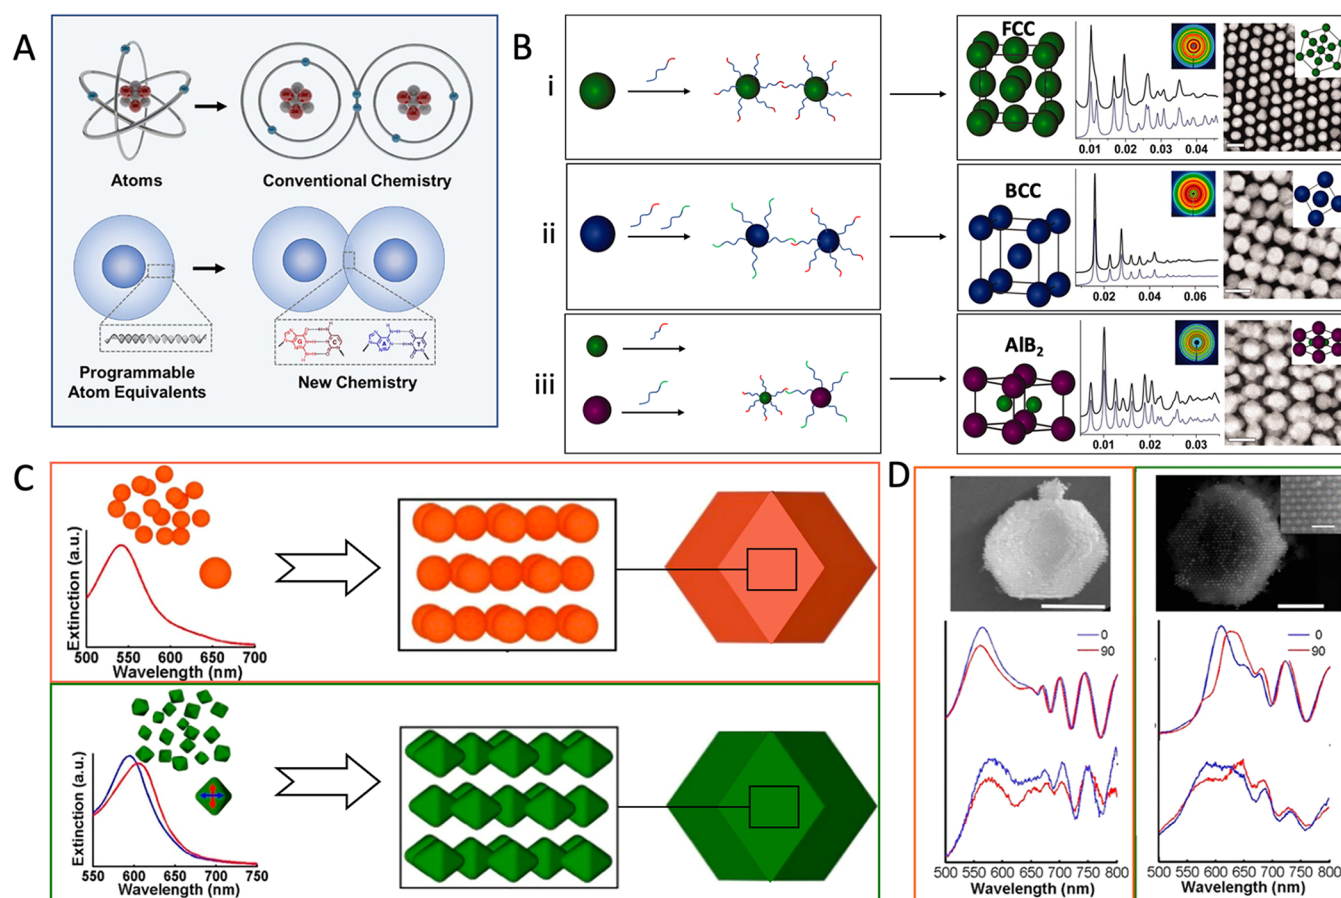 A
Atoms
Conventional Chemistry
G
C
A
T
Programmable
Atom Equivalents
New Chemistry
B
i
FCC
0.01 0.02 0.03 0.04
ii
BCC
0.02 0.04 0.06
iii
AlB2
0.01 0.02 0.03
C
Extinction (a.u.)
500 550 600 650 700
Wavelength (nm)
Extinction (a.u.)
550 600 650 700 750
Wavelength (nm)
D
0
90
0
90
500 550 600 650 700 750 800
Wavelength (nm)
500 550 600 650 700 750 800
Wavelength (nm)